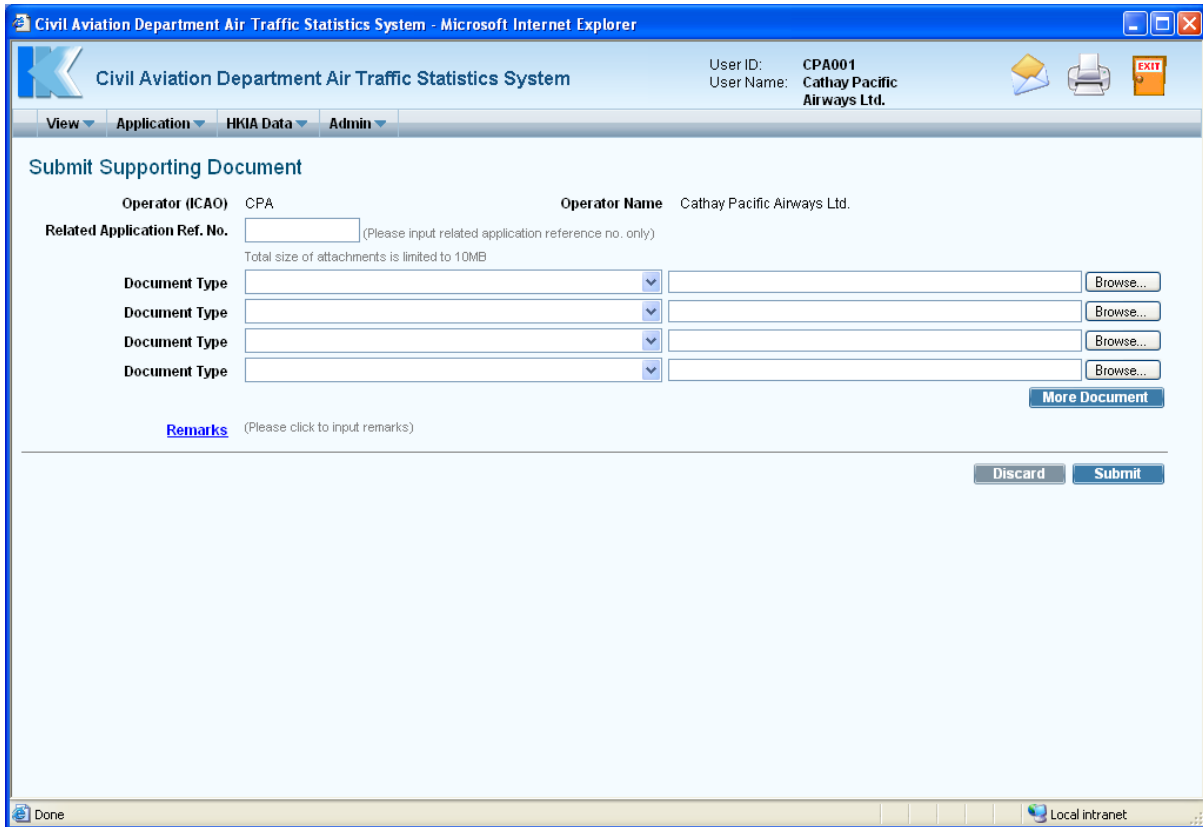 Civil Aviation Department Air Traffic Statistics System - Microsoft Internet Explorer
Civil Aviation Department Air Traffic Statistics System
User ID: CPA001
User Name: Cathay Pacific
Airways Ltd.
EXIT
View Application HKIA Data Admin
Submit Supporting Document
Operator (ICAO) CPA Operator Name Cathay Pacific Airways Ltd.
Related Application Ref. No. (Please input related application reference no. only)
Total size of attachments is limited to 10MB
Document Type Browse...
Document Type Browse...
Document Type Browse...
Document Type Browse...
More Document
Remarks (Please click to input remarks)
Discard Submit
Done Local intranet